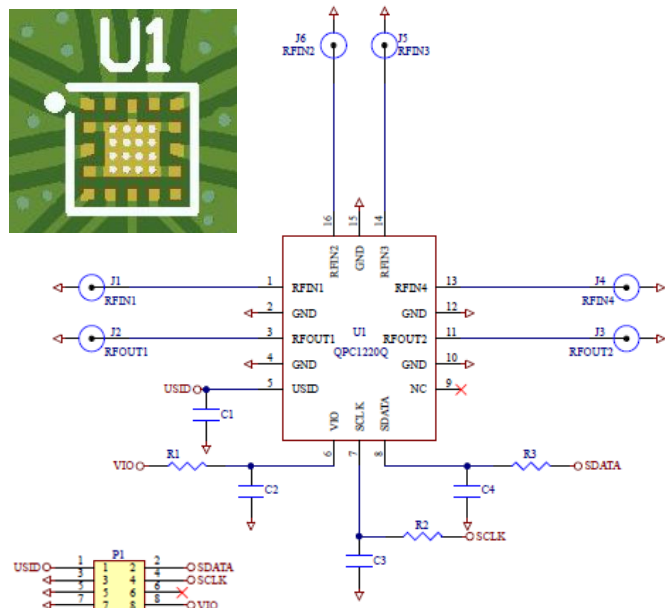 U1
J6
RFIN2
J5
RFIN3
16
15
14
RFIN2
GND
RFIN3
J1
RFIN1
1
RFIN1
RFIN4
13
J4
RFIN4
2
GND
GND
12
J2
RFOUT1
3
RFOUT1
U1
QPC1220Q
RFOUT2
11
J3
RFOUT2
4
GND
GND
10
USID
5
USID
NC
9
C1
VIO
SCLK
SDATA
6
7
8
VIO
R1
C2
R3
SDATA
C4
R2
SCLK
C3
P1
USID
1
1
2
2
SDATA
3
3
4
4
SCLK
5
5
6
6
7
7
8
8
VIO